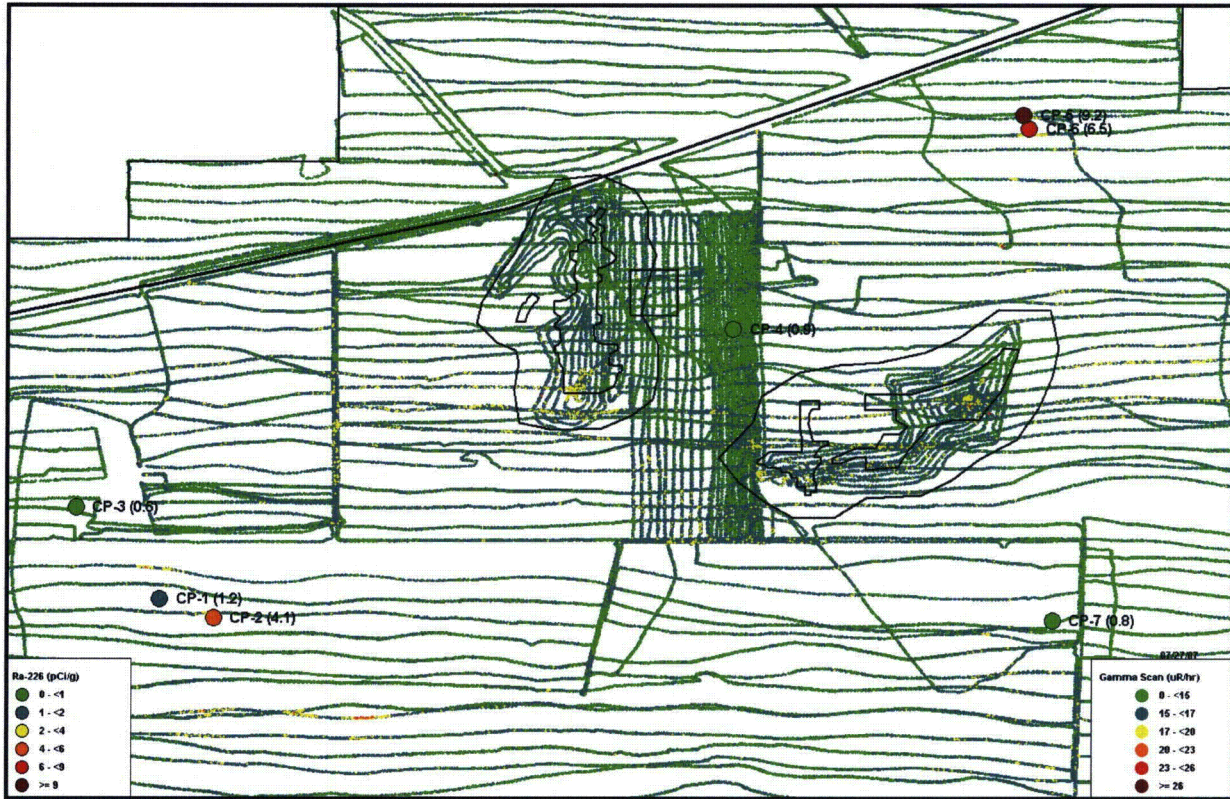 CP-5 (9.2)
CP-6 (6.5)
CP-4 (0.9)
CP-3 (0.6)
CP-1 (1.2)
CP-2 (4.1)
CP-7 (0.8)
Ra-226 (pCi/g)
0 - <1
1 - <2
2 - <4
4 - <6
6 - <9
>= 9
07/27/07
Gamma Scan (uR/hr)
0 - <15
15 - <17
17 - <20
20 - <23
23 - <26
>= 26